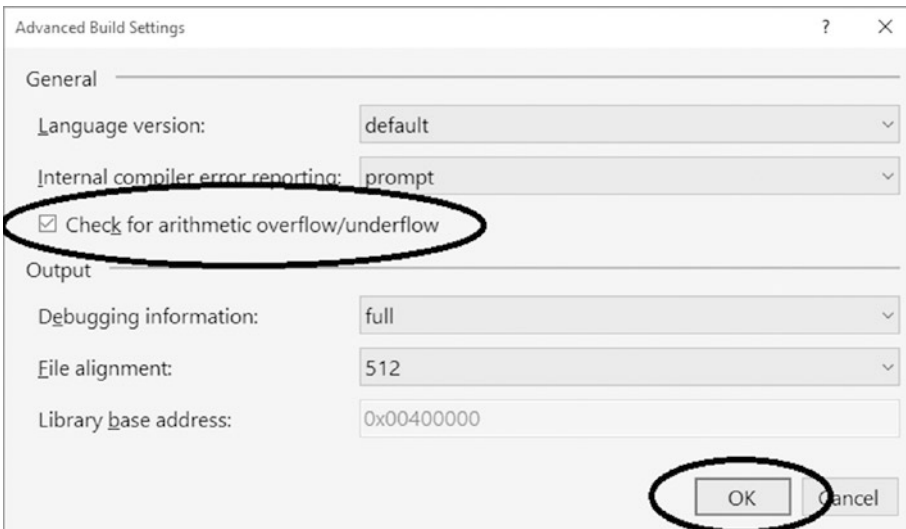 Advanced Build Settings ? ×
General
Language version: default
Internal compiler error reporting: prompt
Check for arithmetic overflow/underflow
Output
Debugging information: full
File alignment: 512
Library base address: 0x00400000
OK Cancel